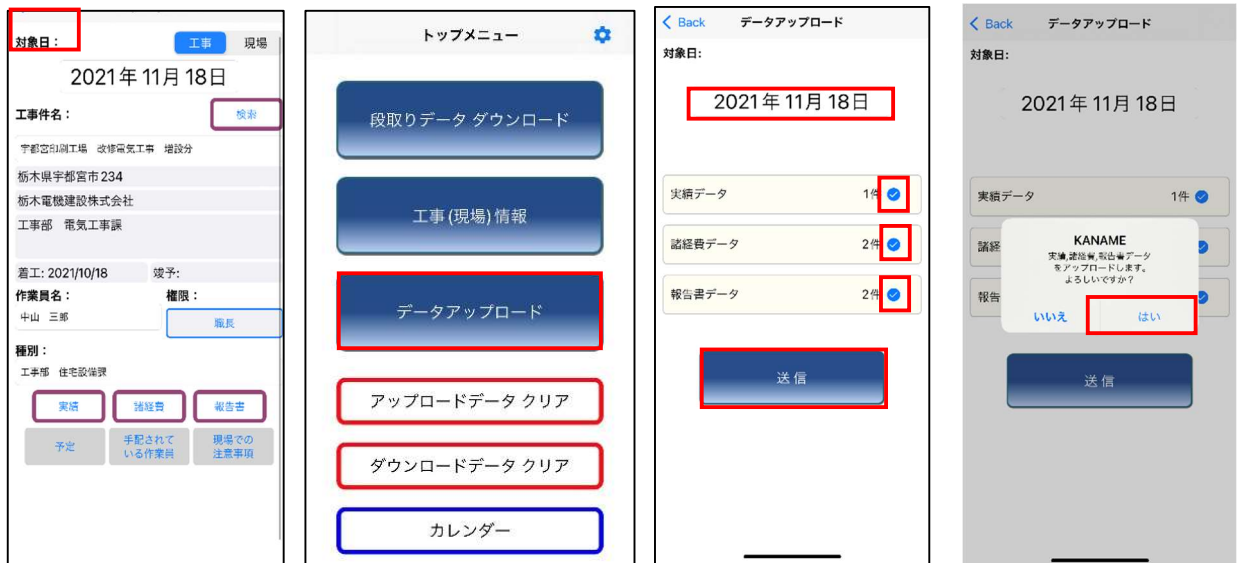 対象日：
工事 現場
2021年 11月 18日
工事件名：
検索
宇都宮印刷工場 改修電気工事 増設分
栃木県宇都宮市234
栃木電機建設株式会社
工事部 電気工事課
着工: 2021/10/18 竣予:
作業員名： 権限：
中山 三郎
職長
種別：
工事部 住宅設備課
実績 諸経費 報告書
予定
手配されて
いる作業員
現場での
注意事項
トップメニュー
段取りデータ ダウンロード
工事(現場)情報
データアップロード
アップロードデータ クリア
ダウンロードデータ クリア
カレンダー
Back データアップロード
対象日:
2021年 11月 18日
実績データ 1件
諸経費データ 2件
報告書データ 2件
送信
Back データアップロード
対象日:
2021年 11月 18日
実績データ 1件
諸経
報告
KANAME
実績,諸経費,報告書データ
をアップロードします。
よろしいですか?
いいえ はい
送信